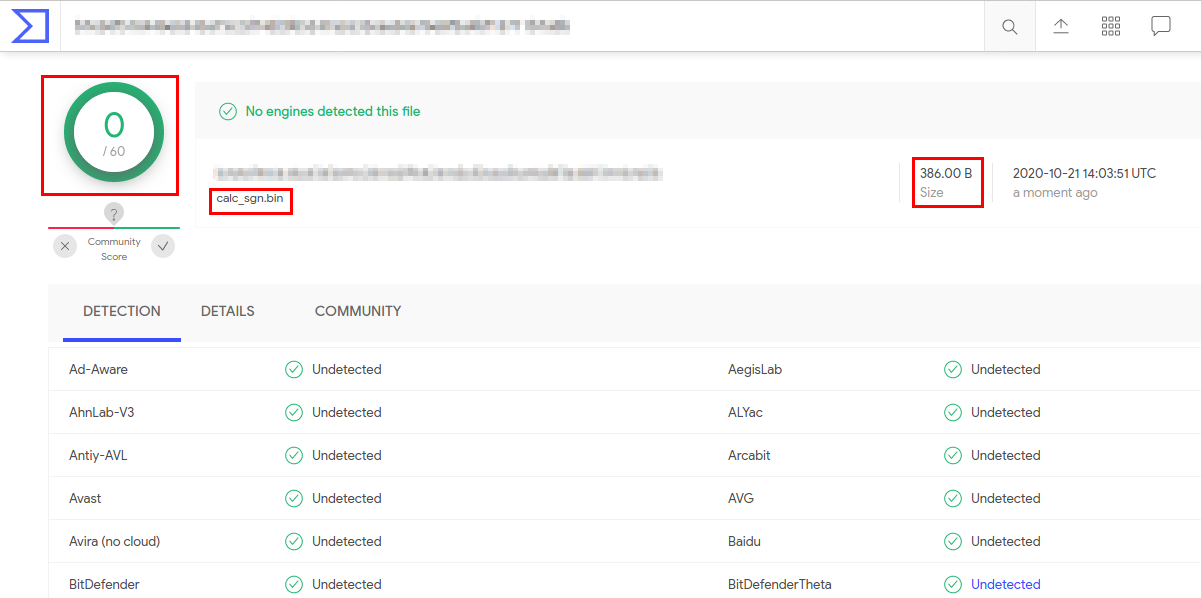 0
/ 60
?
Community
Score
No engines detected this file
calc_sgn.bin
386.00 B
Size
2020-10-21 14:03:51 UTC
a moment ago
DETECTION DETAILS COMMUNITY
Ad-Aware Undetected AegisLab Undetected
AhnLab-V3 Undetected ALYac Undetected
Antiy-AVL Undetected Arcabit Undetected
Avast Undetected AVG Undetected
Avira (no cloud) Undetected Baidu Undetected
BitDefender Undetected BitDefenderTheta Undetected